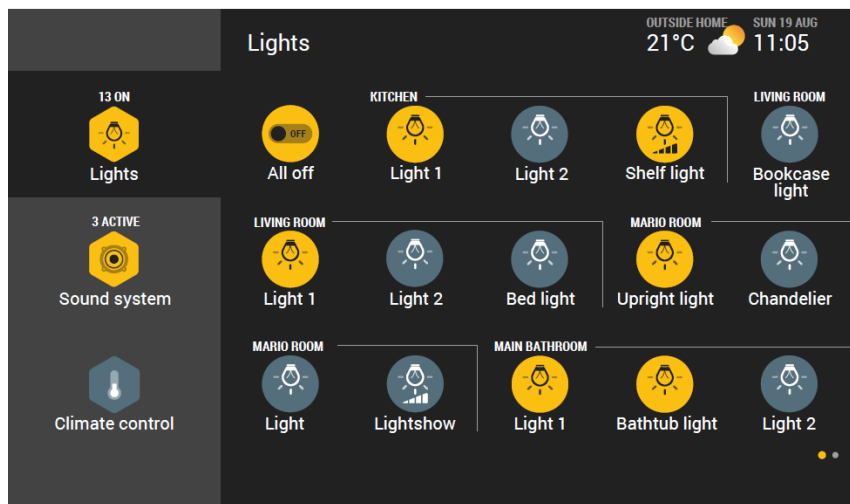 Lights
OUTSIDE HOME
21°C
SUN 19 AUG
11:05
13 ON
Lights
3 ACTIVE
Sound system
Climate control
OFF
All off
KITCHEN
Light 1
Light 2
Shelf light
LIVING ROOM
Bookcase
light
LIVING ROOM
Light 1
Light 2
Bed light
MARIO ROOM
Upright light
Chandelier
MARIO ROOM
Light
Lightshow
MAIN BATHROOM
Light 1
Bathtub light
Light 2